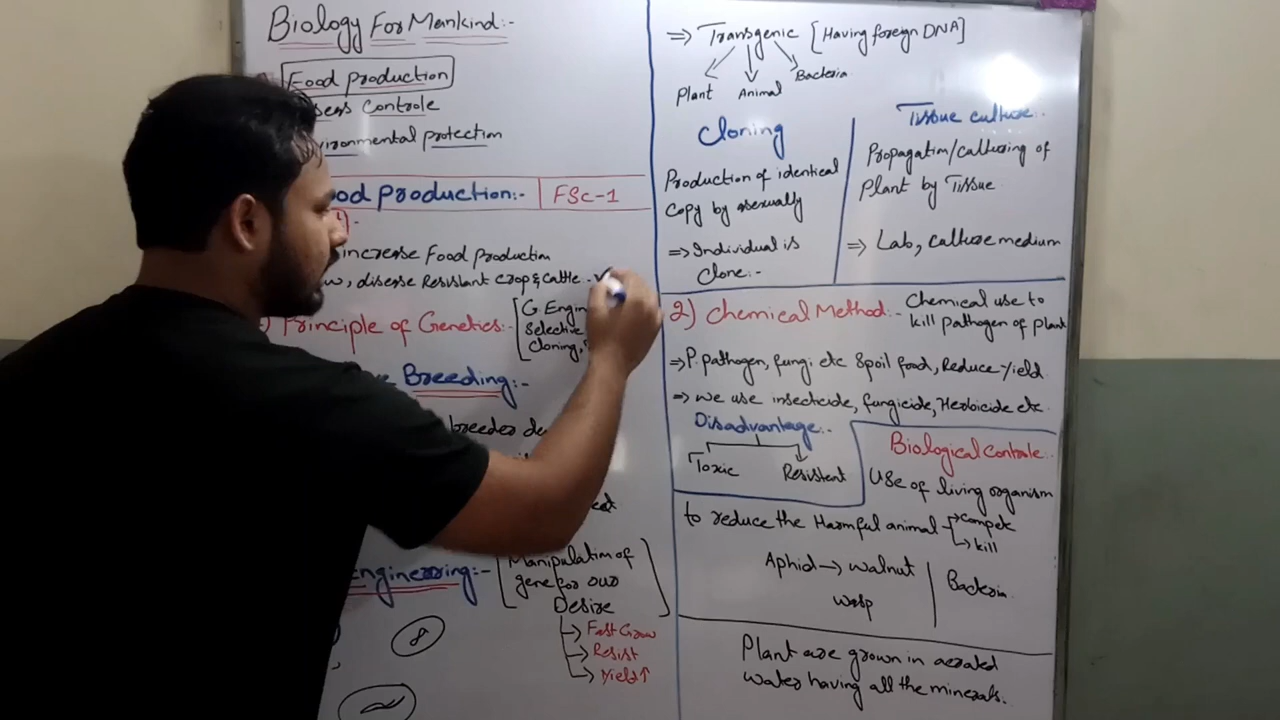 Biology For Mankind:-
Food production
Controle
ironmental protection
ood production:- FSc-1
increase Food production
, disease Resistant crop & cattle.
Principle of Genetics:-
G. Engin
Selective
Cloning,
Breeding:-
breeder de
Engineering:-
Manipulation of
gene for our
Desire
Fast Grow
Resist
Yield↑
⇒ Transgenic [Having foreign DNA]
Plant Animal Bacteria
Cloning
Production of identical
copy by asexually
⇒ Individual is
Clone:-
Tissue culture:-
Propagation/culturing of
Plant by Tissue
⇒ Lab, culture medium
2) Chemical Method:- Chemical use to
kill pathogen of plant
⇒ P. pathogen, fungi etc Spoil food, Reduce Yield
⇒ we use insectcide, fungicide, Herbicide etc.
Disadvantage:-
Toxic Resistent
Biological controle:-
Use of living organism
to reduce the Harmful animal → compet
→ kill
Aphid → walnut
wasp
Bacteria
Plant are grown in aerated
water having all the minerals.